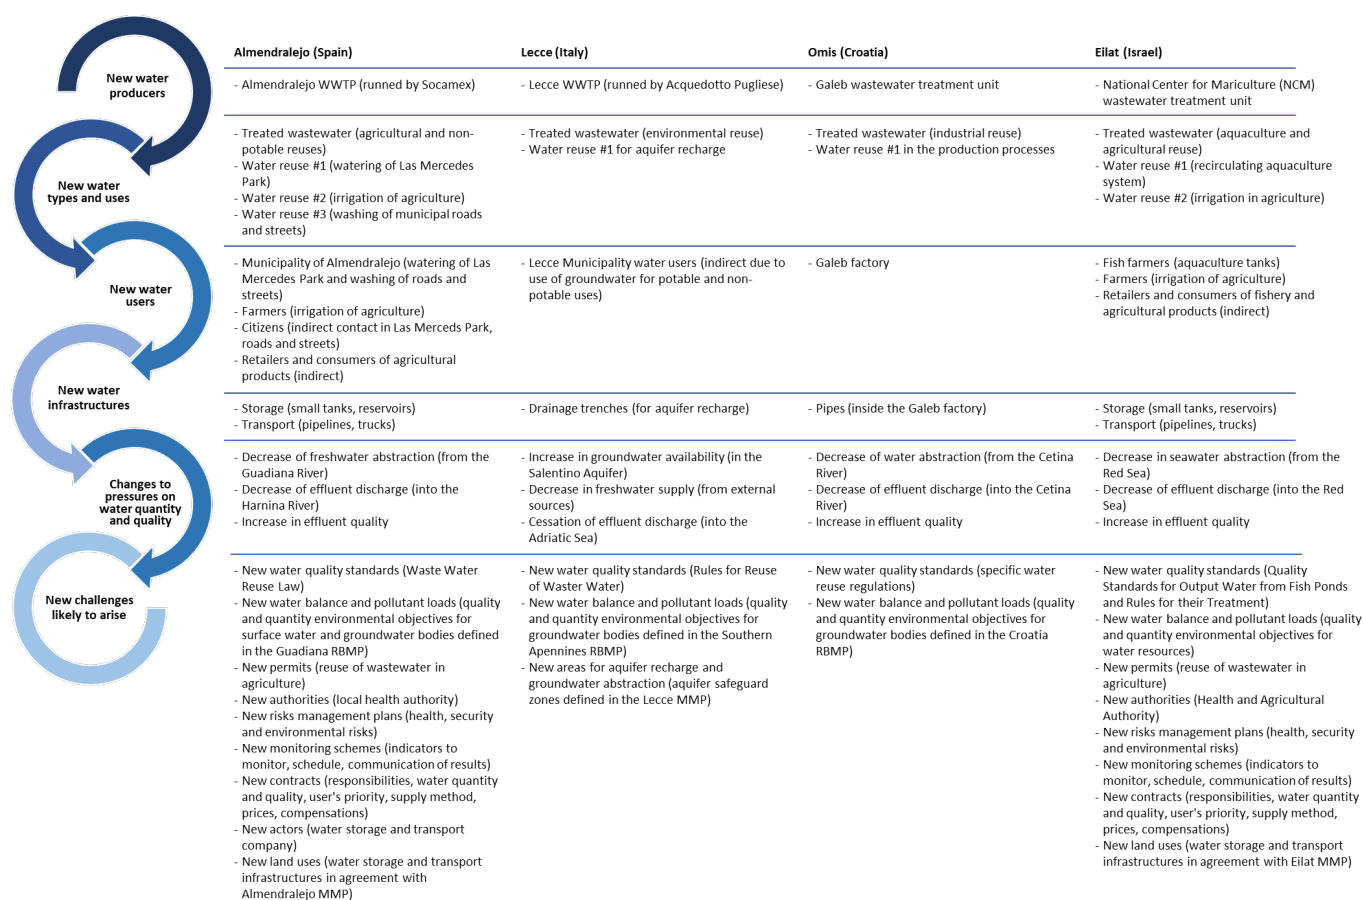 Almendralejo (Spain)
Lecce (Italy)
Omis (Croatia)
Eilat (Israel)
New water
producers
- Almendralejo WWTP (runned by Socamex)
- Lecce WWTP (runned by Acquedotto Pugliese)
- Galeb wastewater treatment unit
- National Center for Mariculture (NCM)
wastewater treatment unit
New water
types and uses
- Treated wastewater (agricultural and non-
potable reuses)
- Water reuse #1 (watering of Las Mercedes
Park)
- Water reuse #2 (irrigation of agriculture)
- Water reuse #3 (washing of municipal roads
and streets)
- Treated wastewater (environmental reuse)
- Water reuse #1 for aquifer recharge
- Treated wastewater (industrial reuse)
- Water reuse #1 in the production processes
- Treated wastewater (aquaculture and
agricultural reuse)
- Water reuse #1 (recirculating aquaculture
system)
- Water reuse #2 (irrigation in agriculture)
New water
users
- Municipality of Almendralejo (watering of Las
Mercedes Park and washing of roads and
streets)
- Farmers (irrigation of agriculture)
- Citizens (indirect contact in Las Merceds Park,
roads and streets)
- Retailers and consumers of agricultural
products (indirect)
- Lecce Municipality water users (indirect due to
use of groundwater for potable and non-
potable uses)
- Galeb factory
- Fish farmers (aquaculture tanks)
- Farmers (irrigation of agriculture)
- Retailers and consumers of fishery and
agricultural products (indirect)
New water
infrastructures
- Storage (small tanks, reservoirs)
- Transport (pipelines, trucks)
- Drainage trenches (for aquifer recharge)
- Pipes (inside the Galeb factory)
- Storage (small tanks, reservoirs)
- Transport (pipelines, trucks)
Changes to
pressures on
water quantity
and quality
- Decrease of freshwater abstraction (from the
Guadiana River)
- Decrease of effluent discharge (into the
Harnina River)
- Increase in effluent quality
- Increase in groundwater availability (in the
Salentino Aquifer)
- Decrease in freshwater supply (from external
sources)
- Cessation of effluent discharge (into the
Adriatic Sea)
- Decrease of water abstraction (from the Cetina
River)
- Decrease of effluent discharge (into the Cetina
River)
- Increase in effluent quality
- Decrease in seawater abstraction (from the
Red Sea)
- Decrease of effluent discharge (into the Red
Sea)
- Increase in effluent quality
New challenges
likely to arise
- New water quality standards (Waste Water
Reuse Law)
- New water balance and pollutant loads (quality
and quantity environmental objectives for
surface water and groundwater bodies defined
in the Guadiana RBMP)
- New permits (reuse of wastewater in
agriculture)
- New authorities (local health authority)
- New risks management plans (health, security
and environmental risks)
- New monitoring schemes (indicators to
monitor, schedule, communication of results)
- New contracts (responsibilities, water quantity
and quality, user's priority, supply method,
prices, compensations)
- New actors (water storage and transport
company)
- New land uses (water storage and transport
infrastructures in agreement with
Almendralejo MMP)
- New water quality standards (Rules for Reuse
of Waster Water)
- New water balance and pollutant loads (quality
and quantity environmental objectives for
groundwater bodies defined in the Southern
Apennines RBMP)
- New areas for aquifer recharge and
groundwater abstraction (aquifer safeguard
zones defined in the Lecce MMP)
- New water quality standards (specific water
reuse regulations)
- New water balance and pollutant loads (quality
and quantity environmental objectives for
groundwater bodies defined in the Croatia
RBMP)
- New water quality standards (Quality
Standards for Output Water from Fish Ponds
and Rules for their Treatment)
- New water balance and pollutant loads (quality
and quantity environmental objectives for
water resources)
- New permits (reuse of wastewater in
agriculture)
- New authorities (Health and Agricultural
Authority)
- New risks management plans (health, security
and environmental risks)
- New monitoring schemes (indicators to
monitor, schedule, communication of results)
- New contracts (responsibilities, water quantity
and quality, user's priority, supply method,
prices, compensations)
- New land uses (water storage and transport
infrastructures in agreement with Eilat MMP)